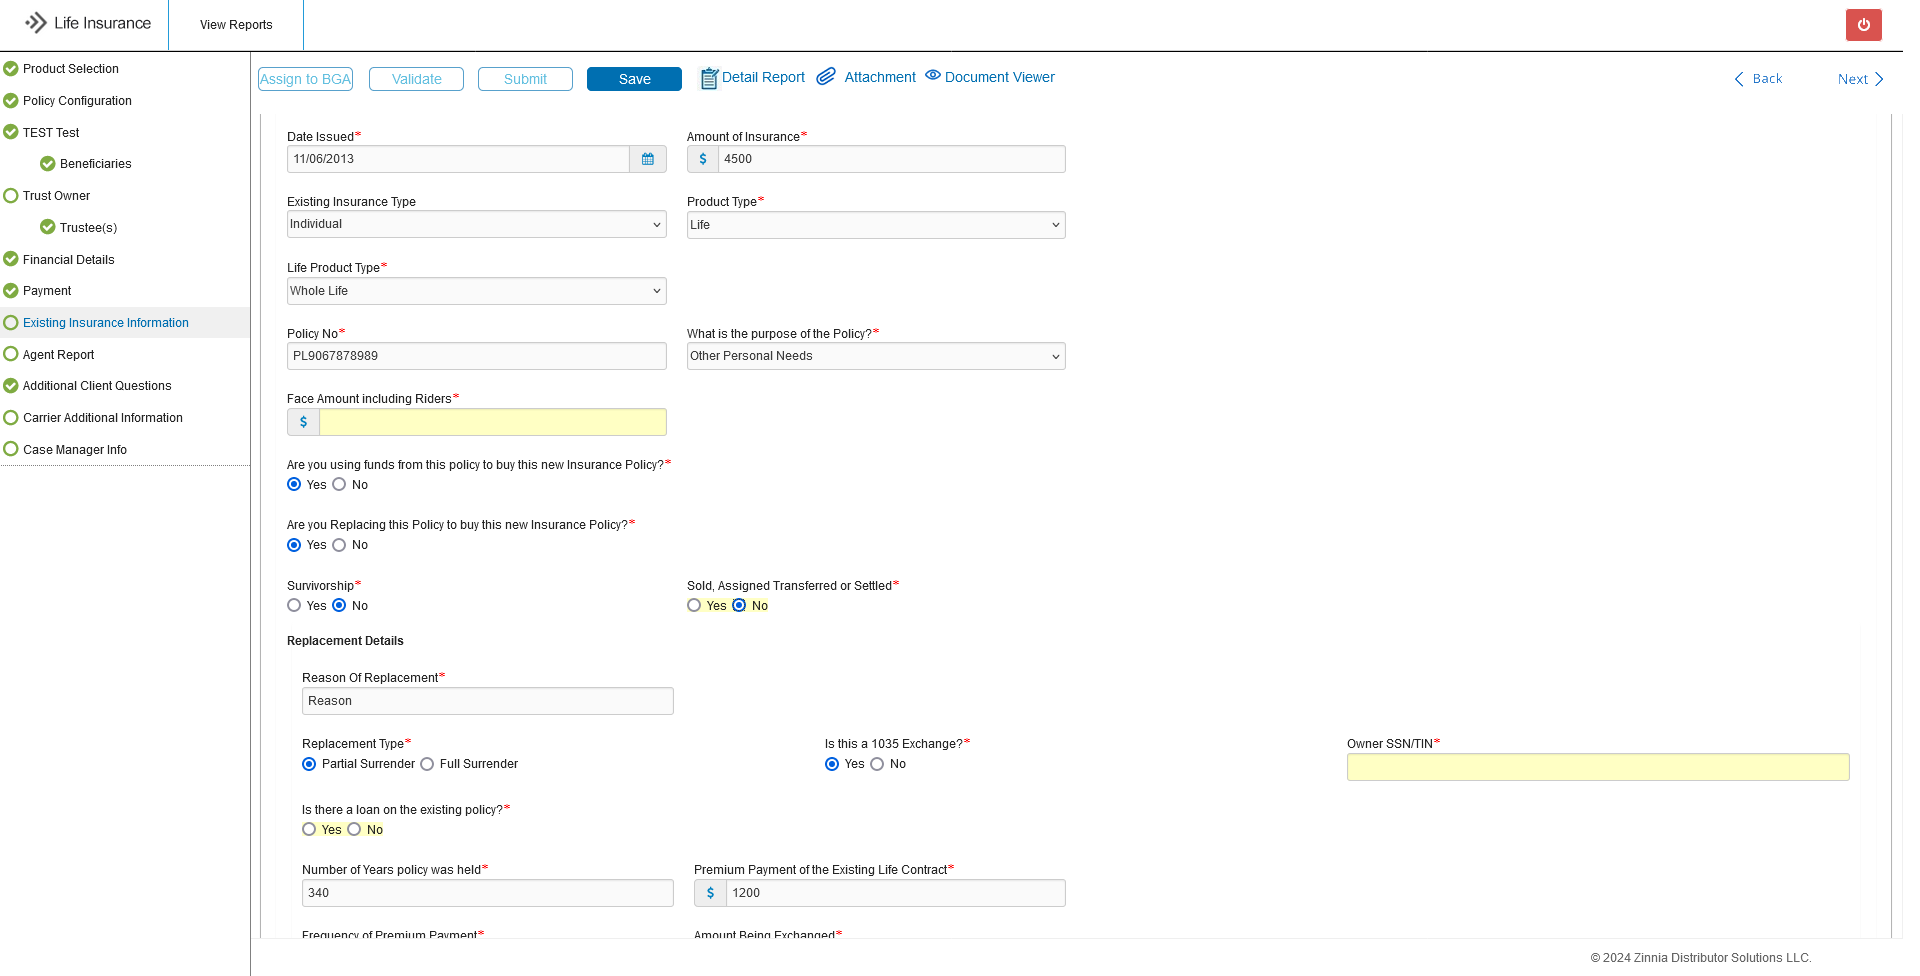 Life Insurance
View Reports
Product Selection
Policy Configuration
TEST Test
Beneficiaries
Trust Owner
Trustee(s)
Financial Details
Payment
Existing Insurance Information
Agent Report
Additional Client Questions
Carrier Additional Information
Case Manager Info
Assign to BGA Validate Submit Save Detail Report Attachment Document Viewer Back Next
Date Issued* Amount of Insurance*
11/06/2013 $ 4500
Existing Insurance Type Product Type*
Individual Life
Life Product Type*
Whole Life
Policy No* What is the purpose of the Policy?*
PL9067878989 Other Personal Needs
Face Amount including Riders*
$
Are you using funds from this policy to buy this new Insurance Policy?*
Yes No
Are you Replacing this Policy to buy this new Insurance Policy?*
Yes No
Survivorship* Sold, Assigned Transferred or Settled*
Yes No Yes No
Replacement Details
Reason Of Replacement*
Reason
Replacement Type* Is this a 1035 Exchange?* Owner SSN/TIN*
Partial Surrender Full Surrender Yes No
Is there a loan on the existing policy?*
Yes No
Number of Years policy was held* Premium Payment of the Existing Life Contract*
340 $ 1200
Frequency of Premium Payment* Amount Being Exchanged*
© 2024 Zinnia Distributor Solutions LLC.